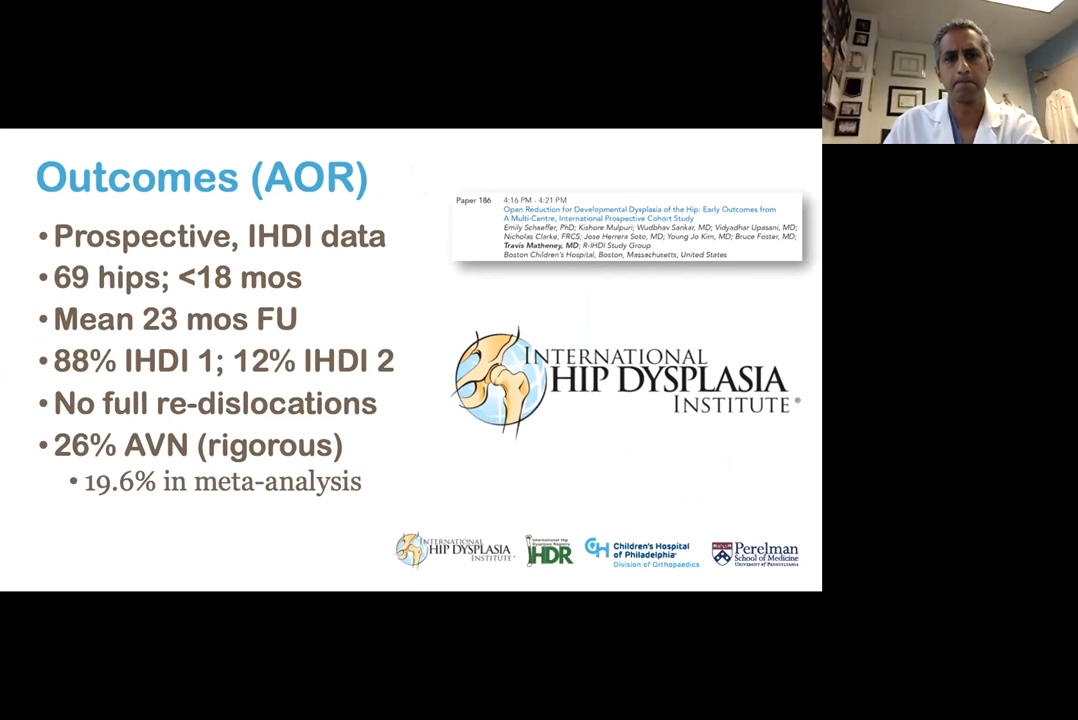 Outcomes (AOR)
• Prospective, IHDI data
• 69 hips; <18 mos
• Mean 23 mos FU
• 88% IHDI 1; 12% IHDI 2
• No full re-dislocations
• 26% AVN (rigorous)
• 19.6% in meta-analysis
Paper 186 4:16 PM - 4:21 PM
Open Reduction for Developmental Dysplasia of the Hip: Early Outcomes from
A Multi-Centre, International Prospective Cohort Study
Emily Schaeffer, PhD; Kishore Mulpuri; Wudbhav Sankar, MD; Vidyadhar Upasani, MD;
Nicholas Clarke, FRCS; Jose Herrera Soto, MD; Young Jo Kim, MD; Bruce Foster, MD;
Travis Matheney, MD; R-IHDI Study Group
Boston Children's Hospital, Boston, Massachusetts, United States
INTERNATIONAL
HIP DYSPLASIA
INSTITUTE®
INTERNATIONAL
HIP DYSPLASIA
INSTITUTE
International Hip
Dysplasia Registry
IHDR
CH Children's Hospital
of Philadelphia
Division of Orthopaedics
Perelman
School of Medicine
UNIVERSITY OF PENNSYLVANIA